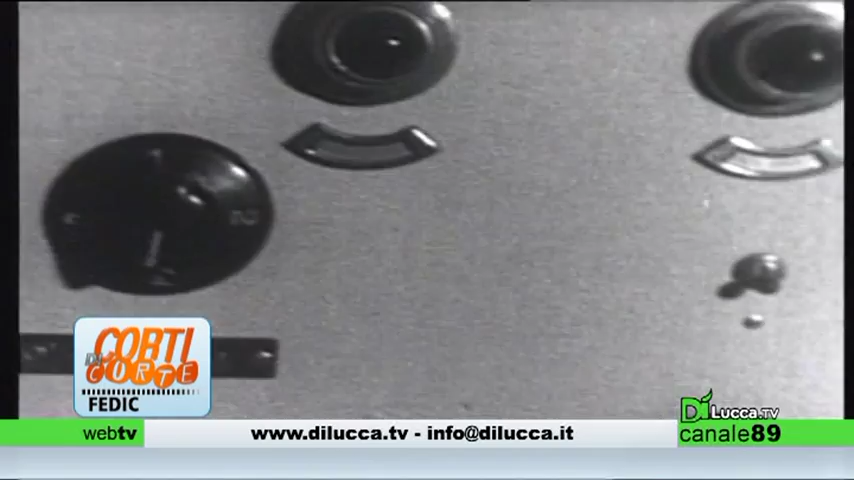 CORTI
DI CORTE
FEDIC
DiLucca.TV
webtv
www.dilucca.tv - info@dilucca.it
canale89